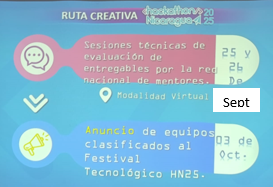 RUTA CREATIVA
Hackathon Nicaragua 2025
Sesiones técnicas de evaluación de entregables por la red nacional de mentores.
25 y 26 De Sept
Modalidad Virtual
Anuncio de equipos clasificados al Festival Tecnológico HN25.
03 de Oct.